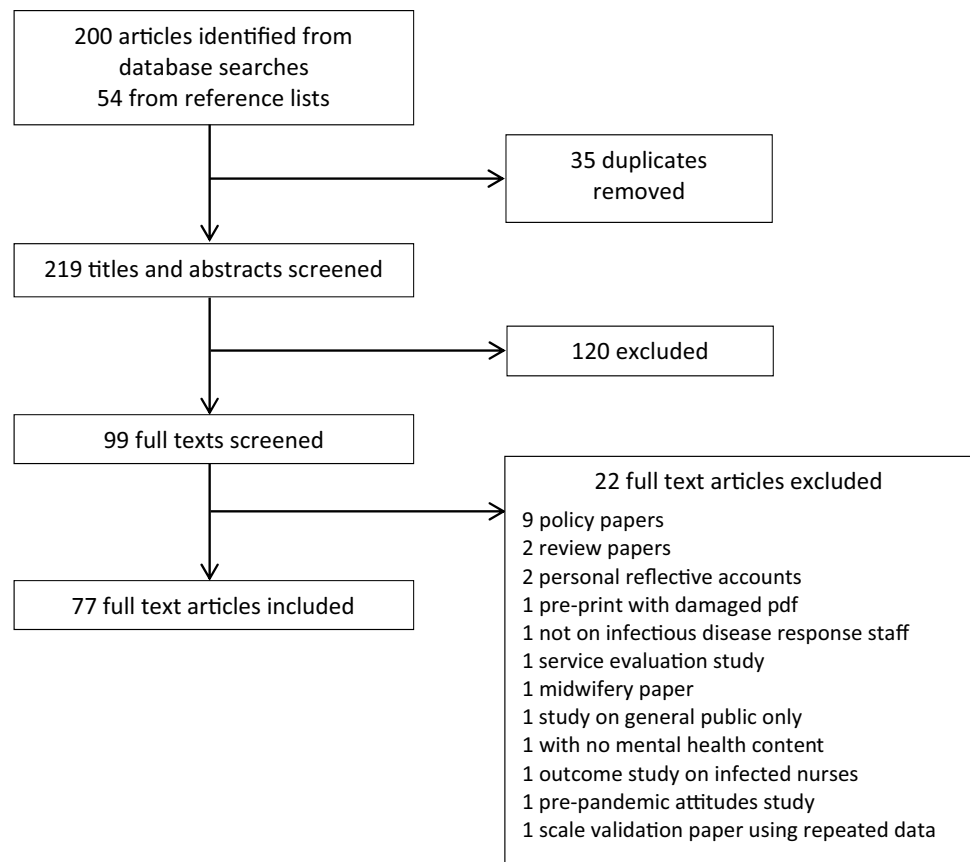 200 articles identified from
database searches
54 from reference lists
35 duplicates
removed
219 titles and abstracts screened
120 excluded
99 full texts screened
22 full text articles excluded
9 policy papers
2 review papers
2 personal reflective accounts
1 pre-print with damaged pdf
1 not on infectious disease response staff
1 service evaluation study
1 midwifery paper
1 study on general public only
1 with no mental health content
1 outcome study on infected nurses
1 pre-pandemic attitudes study
1 scale validation paper using repeated data
77 full text articles included